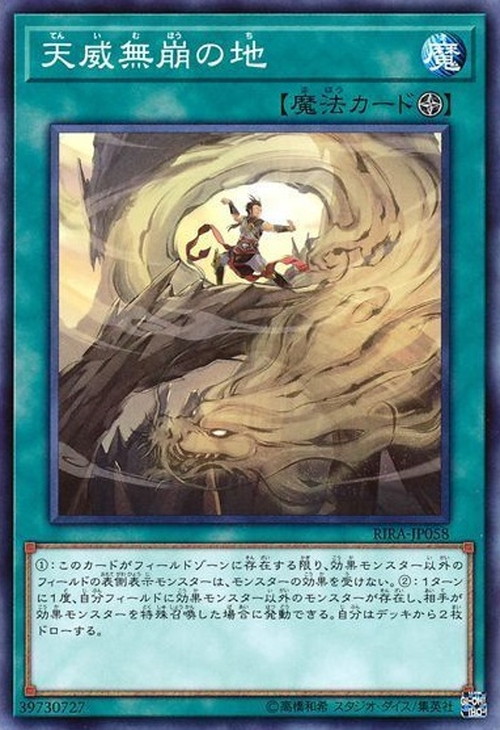 天威無崩の地
魔
【魔法カード】
RIRA-JP058
①:このカードがフィールドゾーンに存在する限り、効果モンスター以外の
フィールドの表側表示モンスターは、モンスターの効果を受けない。②:1ターン
に1度、自分フィールドに効果モンスター以外のモンスターが存在し、相手が
効果モンスターを特殊召喚した場合に発動できる。自分はデッキから2枚
ドローする。
39730727
©高橋和希 スタジオ・ダイス/集英社